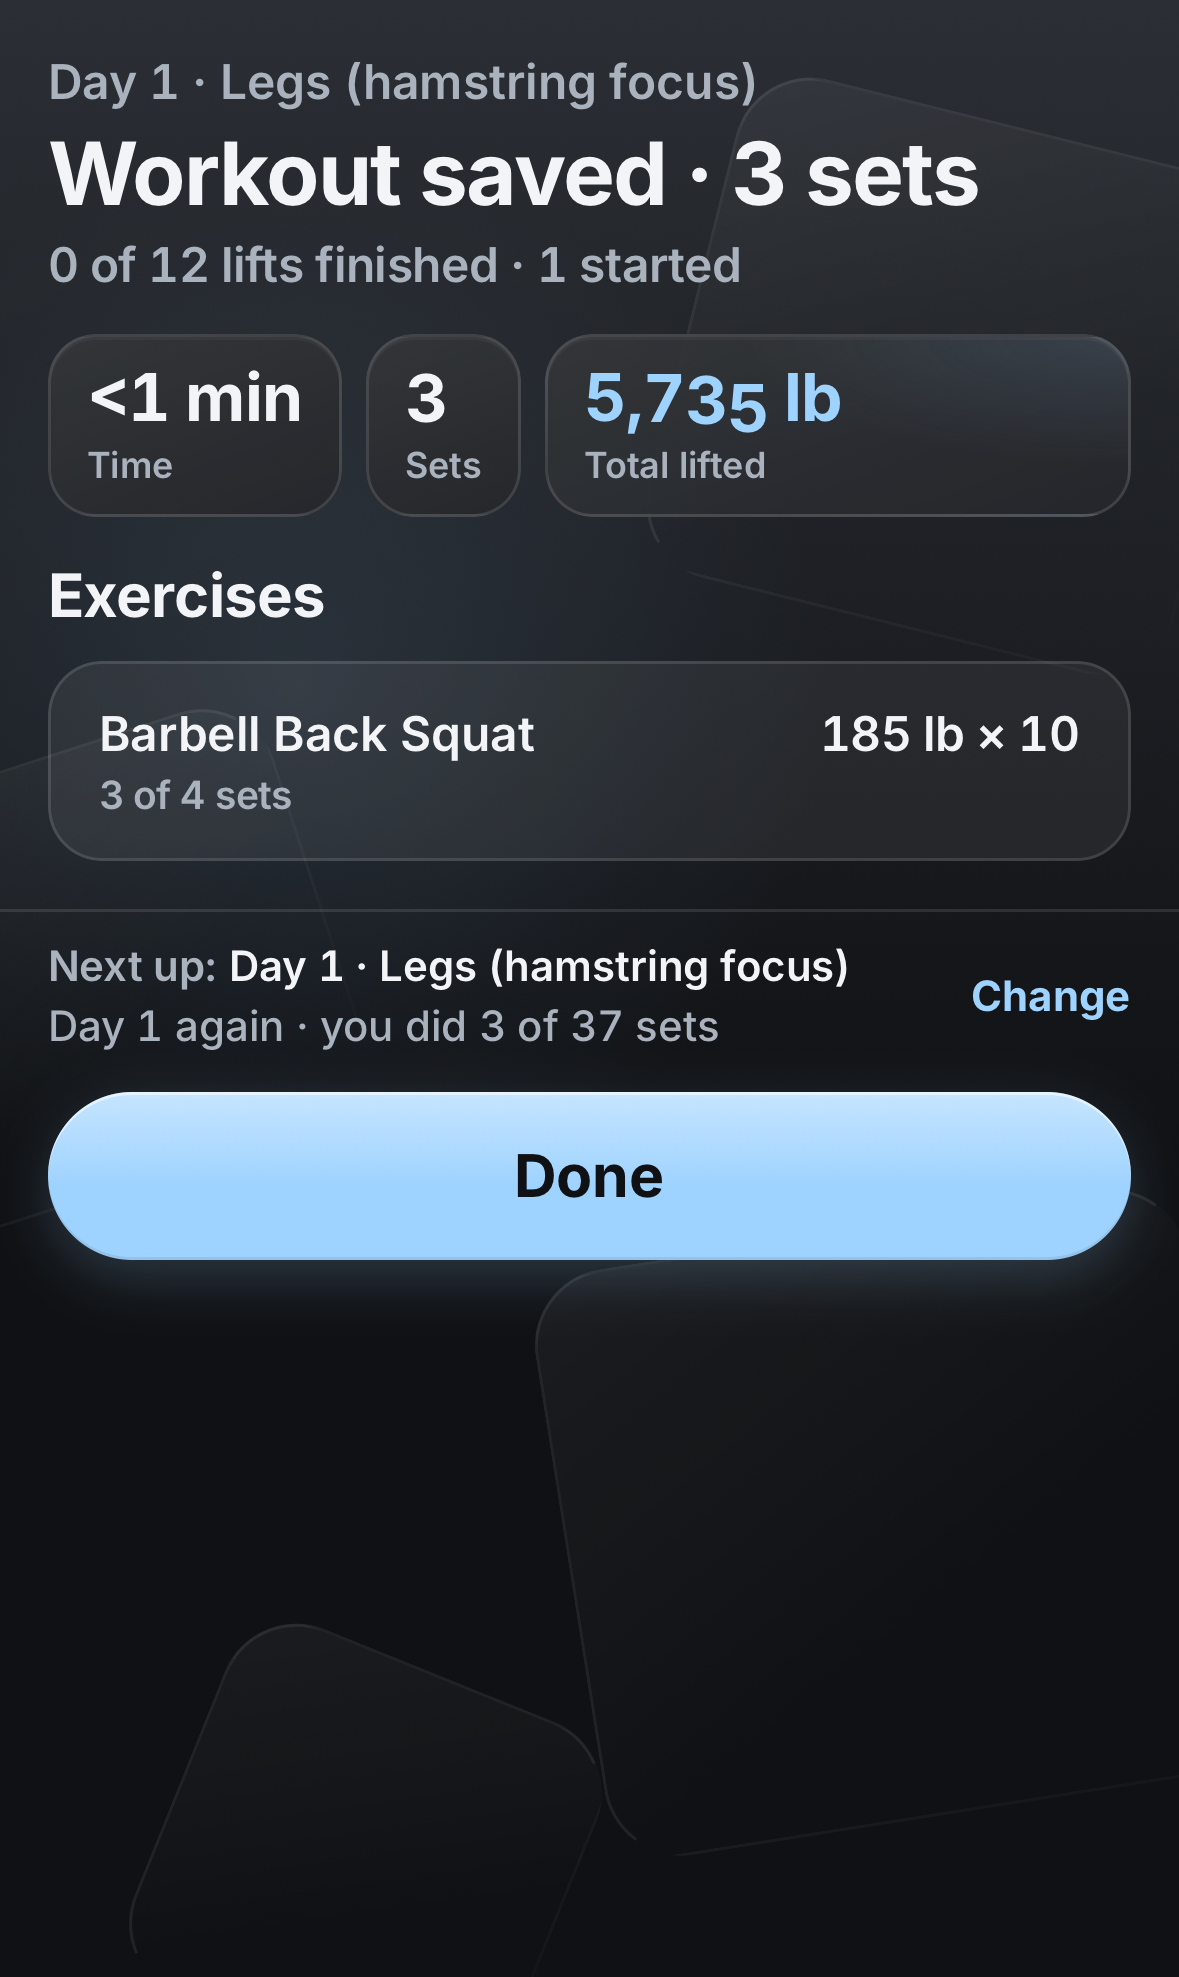 Day 1 · Legs (hamstring focus)
Workout saved · 3 sets
0 of 12 lifts finished · 1 started
<1 min
Time
3
Sets
5,735 lb
Total lifted
Exercises
Barbell Back Squat
185 lb × 10
3 of 4 sets
Next up: Day 1 · Legs (hamstring focus)
Day 1 again · you did 3 of 37 sets
Change
Done